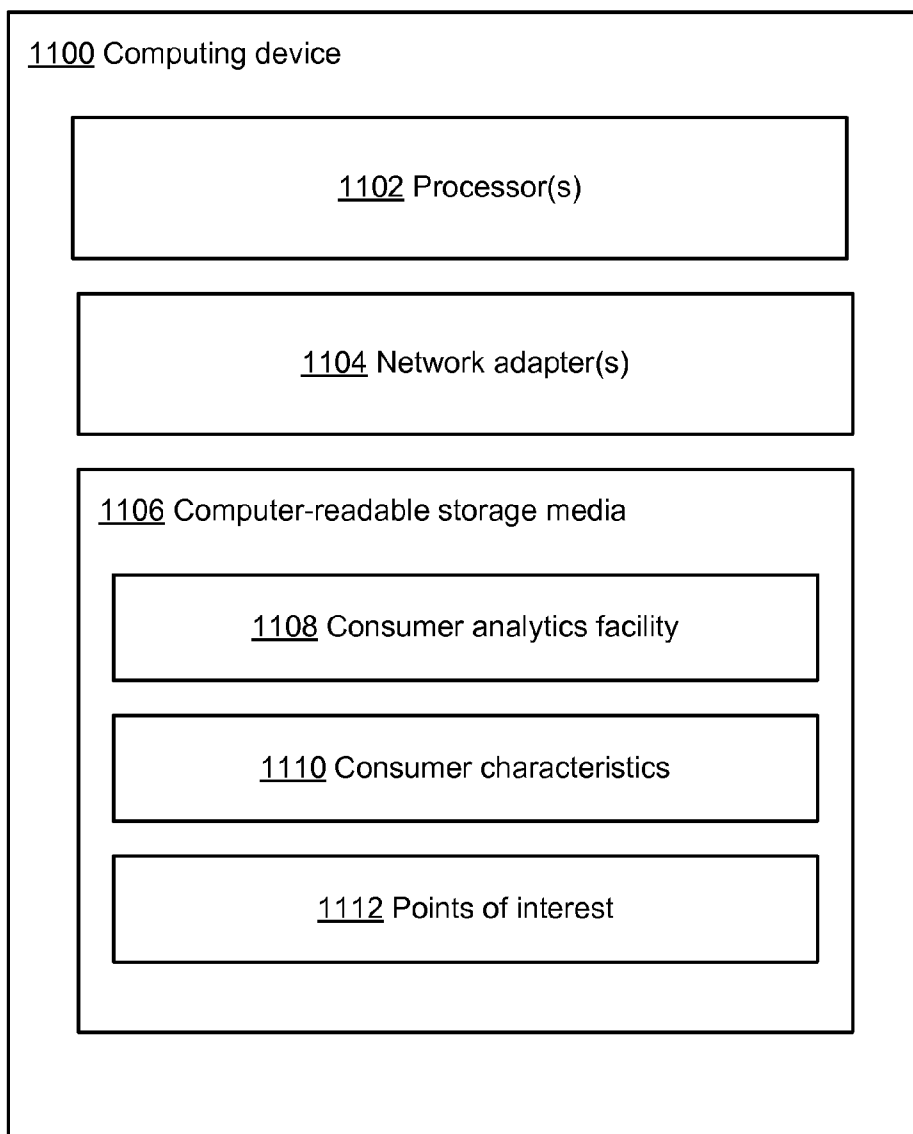 1100 Computing device
1102 Processor(s)
1104 Network adapter(s)
1106 Computer-readable storage media
1108 Consumer analytics facility
1110 Consumer characteristics
1112 Points of interest